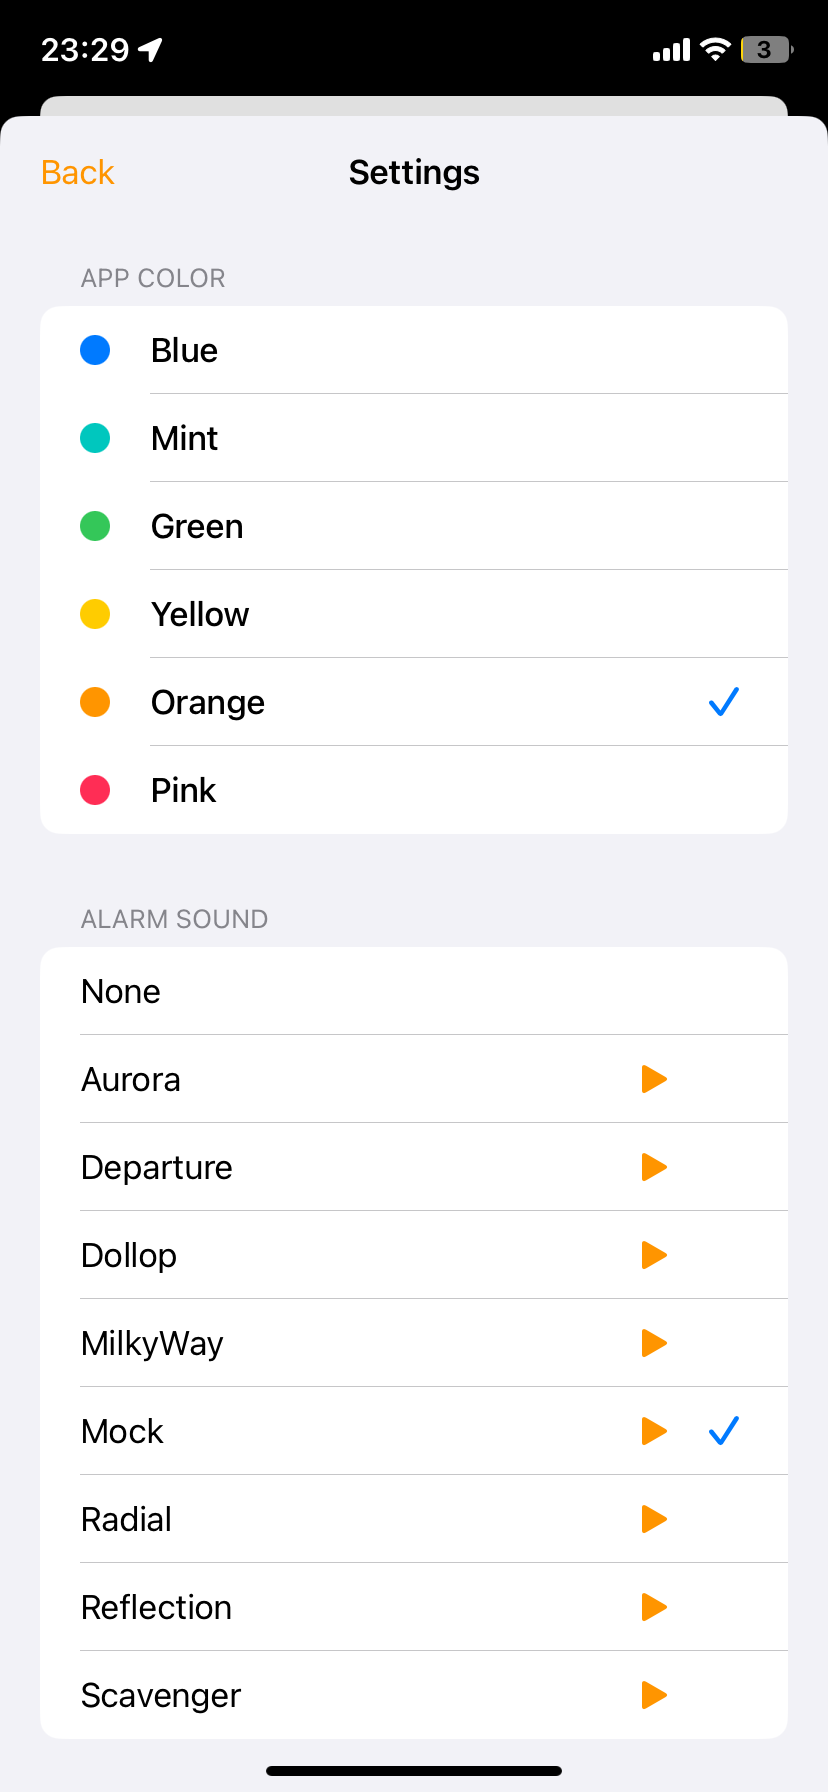 23:29
3
Back
Settings
APP COLOR
Blue
Mint
Green
Yellow
Orange
Pink
ALARM SOUND
None
Aurora
Departure
Dollop
MilkyWay
Mock
Radial
Reflection
Scavenger